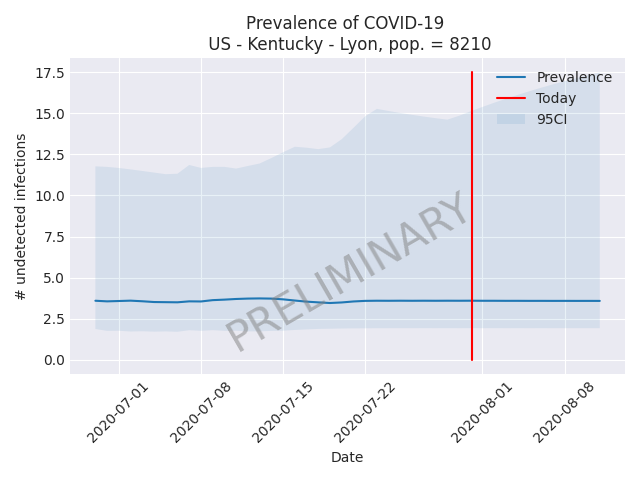 Prevalence of COVID-19
US - Kentucky - Lyon, pop. = 8210
17.5
15.0
12.5
10.0
7.5
5.0
2.5
0.0
# undetected infections
Prevalence
Today
95CI
PRELIMINARY
2020-07-01
2020-07-08
2020-07-15
2020-07-22
2020-08-01
2020-08-08
Date